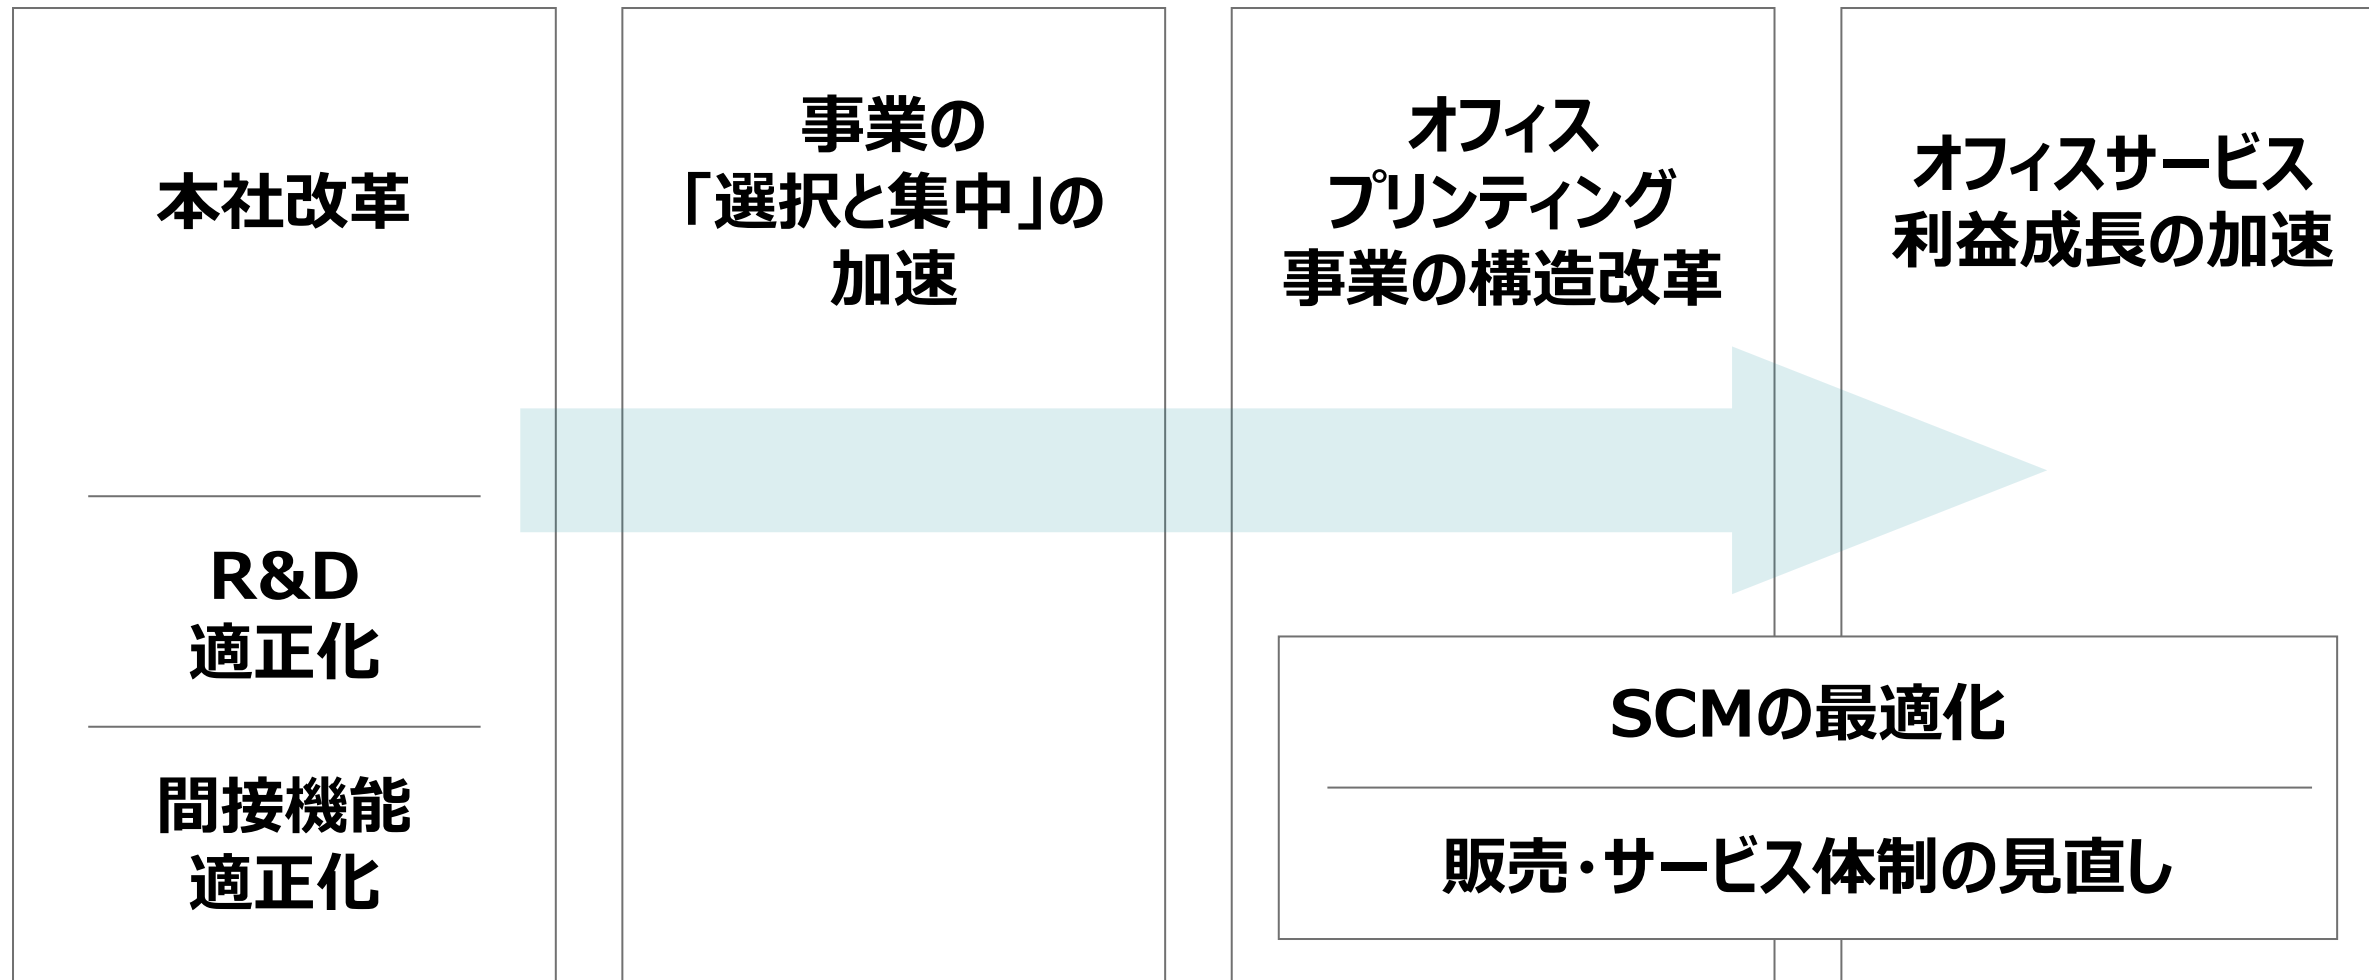 本社改革
R&D
適正化
間接機能
適正化
事業の
「選択と集中」の
加速
オフィス
プリンティング
事業の構造改革
オフィスサービス
利益成長の加速
SCMの最適化
販売・サービス体制の見直し